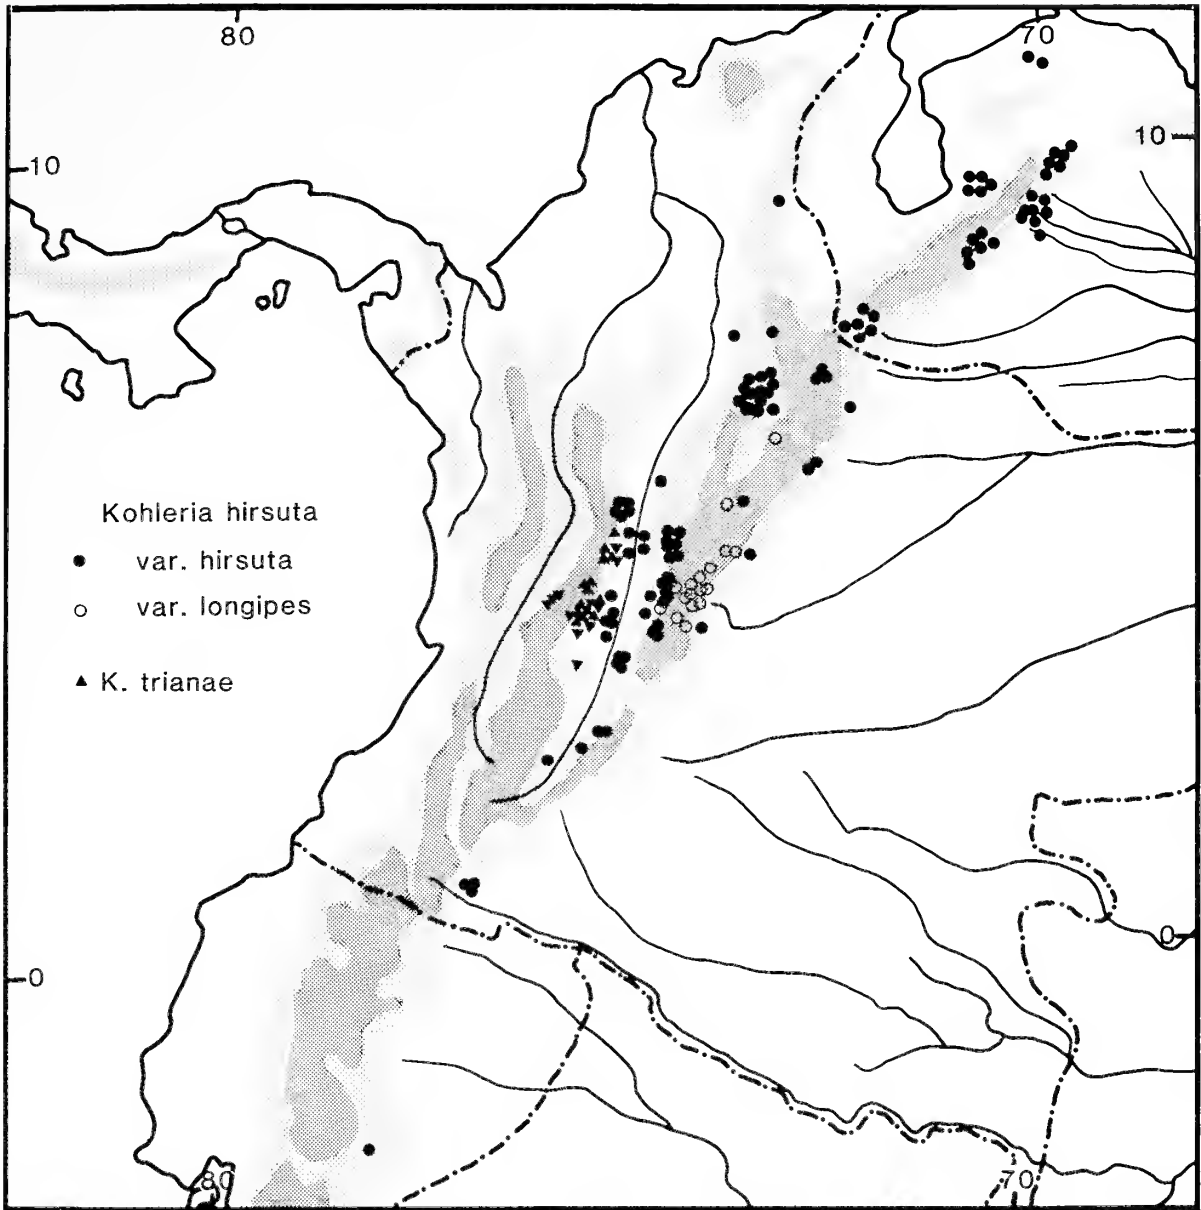 80
70
10
10
Kohleria hirsuta
● var. hirsuta
○ var. longipes
▲ K. trianae
0
0
80
70